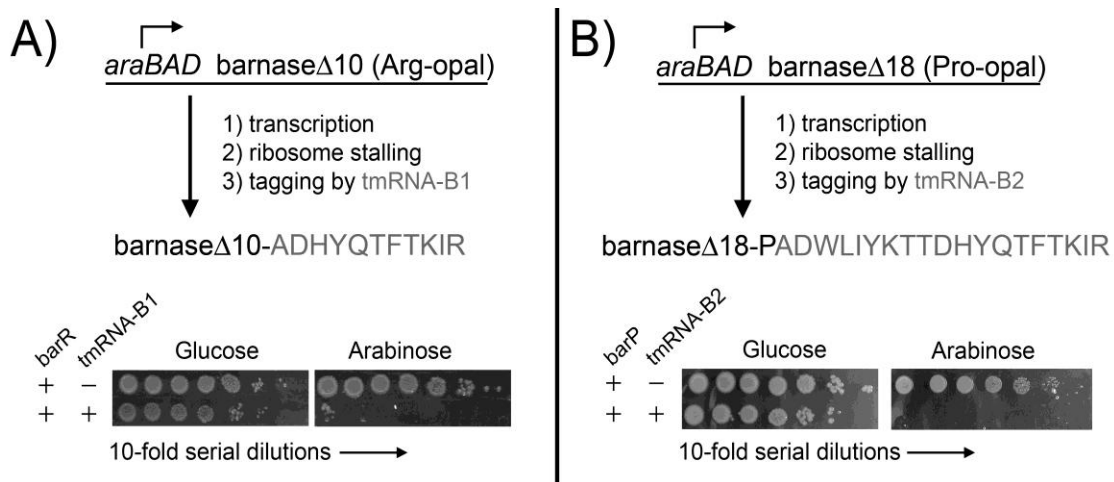 A)
araBAD barnaseΔ10 (Arg-opal)
1) transcription
2) ribosome stalling
3) tagging by tmRNA-B1
barnaseΔ10-ADHYQTFTKIR
barR
tmRNA-B1
Glucose
Arabinose
+ –
+ +
10-fold serial dilutions
B)
araBAD barnaseΔ18 (Pro-opal)
1) transcription
2) ribosome stalling
3) tagging by tmRNA-B2
barnaseΔ18-PADWLIYKTTDHYQTFTKIR
barP
tmRNA-B2
Glucose
Arabinose
+ –
+ +
10-fold serial dilutions